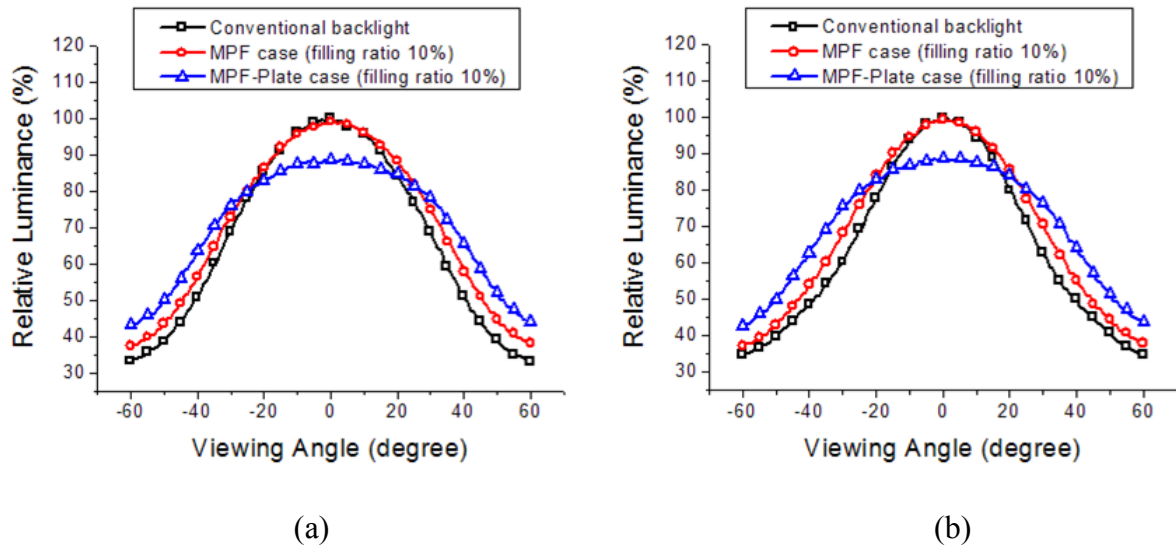 Conventional backlight
MPF case (filling ratio 10%)
MPF-Plate case (filling ratio 10%)
120
110
100
90
80
70
60
50
40
30
Relative Luminance (%)
-60 -40 -20 0 20 40 60
Viewing Angle (degree)
(a)
Conventional backlight
MPF case (filling ratio 10%)
MPF-Plate case (filling ratio 10%)
120
110
100
90
80
70
60
50
40
30
Relative Luminance (%)
-60 -40 -20 0 20 40 60
Viewing Angle (degree)
(b)